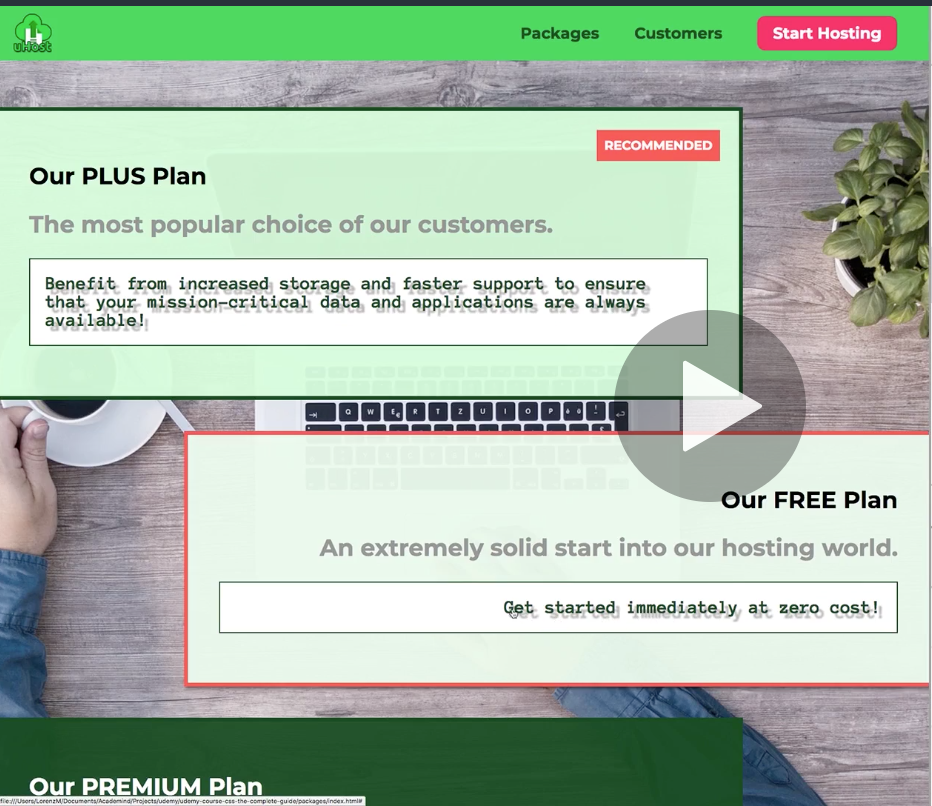 uHost
Packages
Customers
Start Hosting
RECOMMENDED
Our PLUS Plan
The most popular choice of our customers.
Benefit from increased storage and faster support to ensure
that your mission-critical data and applications are always
available!
Q W E R T Z U I O P
Our FREE Plan
An extremely solid start into our hosting world.
Get started immediately at zero cost!
Our PREMIUM Plan
file:///Users/LorenzM/Documents/Academind/Projects/udemy/udemy-course-css-the-complete-guide/packages/index.html#